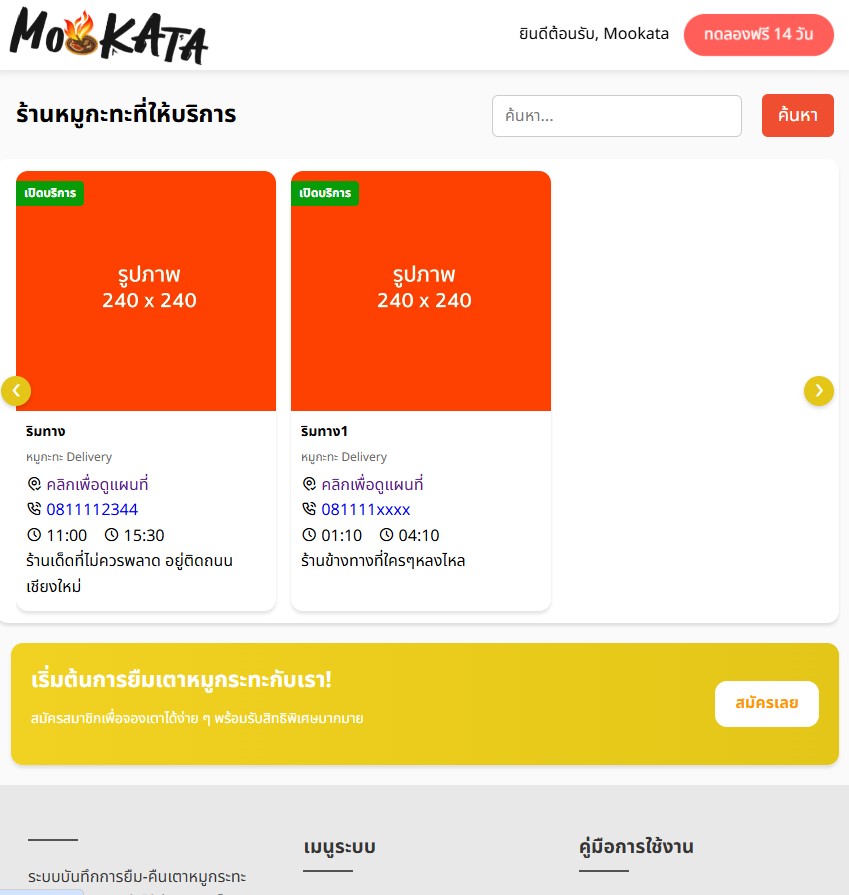 MOOKATA
ยินดีต้อนรับ, Mookata
ทดลองฟรี 14 วัน
ร้านหมูกะทะที่ให้บริการ
ค้นหา...
ค้นหา
เปิดบริการ
รูปภาพ
240 x 240
ริมทาง
หมูกะทะ Delivery
คลิกเพื่อดูแผนที่
0811112344
11:00 15:30
ร้านเด็ดที่ไม่ควรพลาด อยู่ติดถนน
เชียงใหม่
เปิดบริการ
รูปภาพ
240 x 240
ริมทาง1
หมูกะทะ Delivery
คลิกเพื่อดูแผนที่
081111xxxx
01:10 04:10
ร้านข้างทางที่ใครๆหลงไหล
เริ่มต้นการยืมเตาหมูกระทะกับเรา!
สมัครสมาชิกเพื่อจองเตาได้ง่าย ๆ พร้อมรับสิทธิพิเศษมากมาย
สมัครเลย
ระบบบันทึกการยืม-คืนเตาหมูกระทะ
เมนูระบบ
คู่มือการใช้งาน